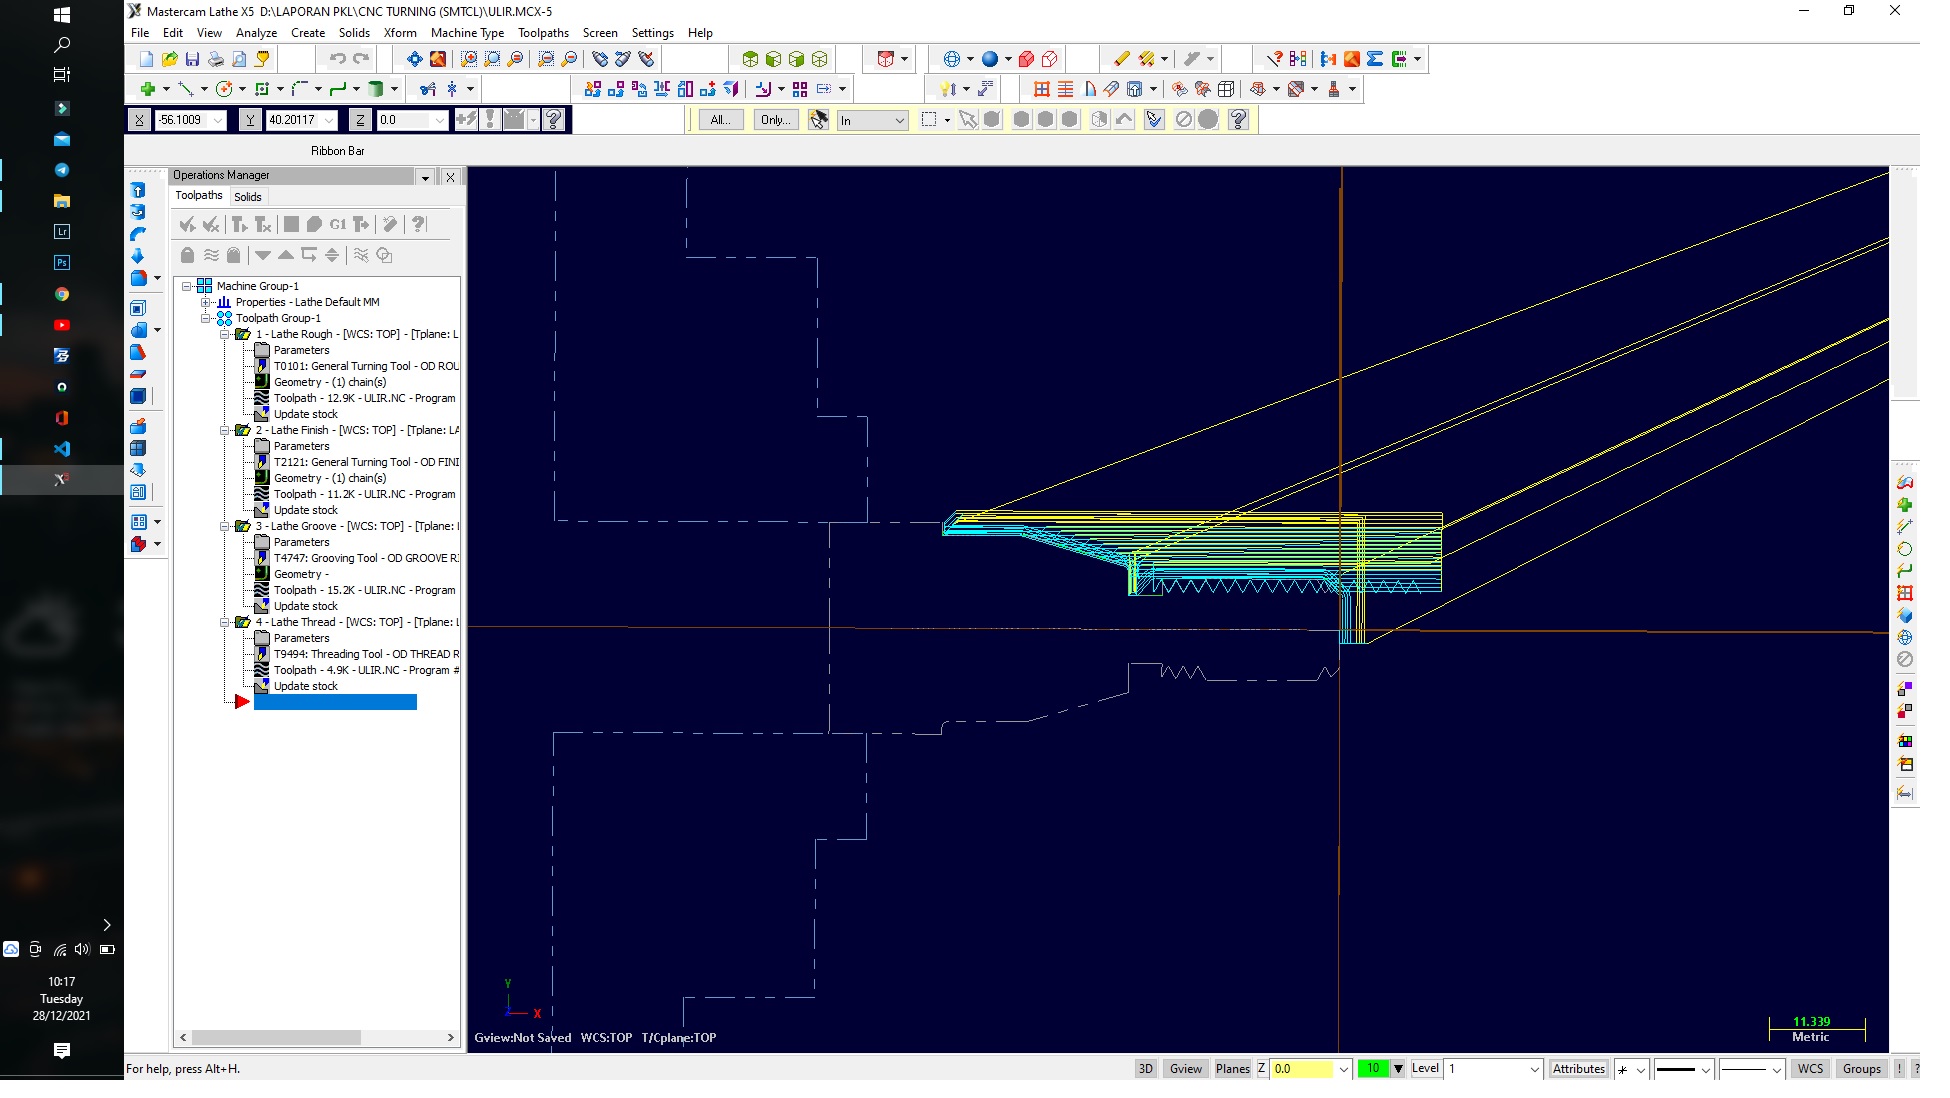 Mastercam Lathe X5 D:\LAPORAN PKL\CNC TURNING (SMTCL)\ULIR.MCX-5
File Edit View Analyze Create Solids Xform Machine Type Toolpaths Screen Settings Help
X -56.1009 Y 40.20117 Z 0.0 All... Only... In
Ribbon Bar
Operations Manager
Toolpaths Solids
G1
Machine Group-1
Properties - Lathe Default MM
Toolpath Group-1
1 - Lathe Rough - [WCS: TOP] - [Tplane: L
Parameters
T0101: General Turning Tool - OD ROU
Geometry - (1) chain(s)
Toolpath - 12.9K - ULIR.NC - Program
Update stock
2 - Lathe Finish - [WCS: TOP] - [Tplane: LA
Parameters
T2121: General Turning Tool - OD FINI
Geometry - (1) chain(s)
Toolpath - 11.2K - ULIR.NC - Program
Update stock
3 - Lathe Groove - [WCS: TOP] - [Tplane: 
Parameters
T4747: Grooving Tool - OD GROOVE RI
Geometry -
Toolpath - 15.2K - ULIR.NC - Program
Update stock
4 - Lathe Thread - [WCS: TOP] - [Tplane: 
Parameters
T9494: Threading Tool - OD THREAD R
Toolpath - 4.9K - ULIR.NC - Program #
Update stock
Lr
Ps
10:17
Tuesday
28/12/2021
Y
X
Gview:Not Saved WCS:TOP T/Cplane:TOP
11.339
Metric
For help, press Alt+H.
3D Gview Planes Z 0.0 10 Level 1 Attributes WCS Groups ! ?